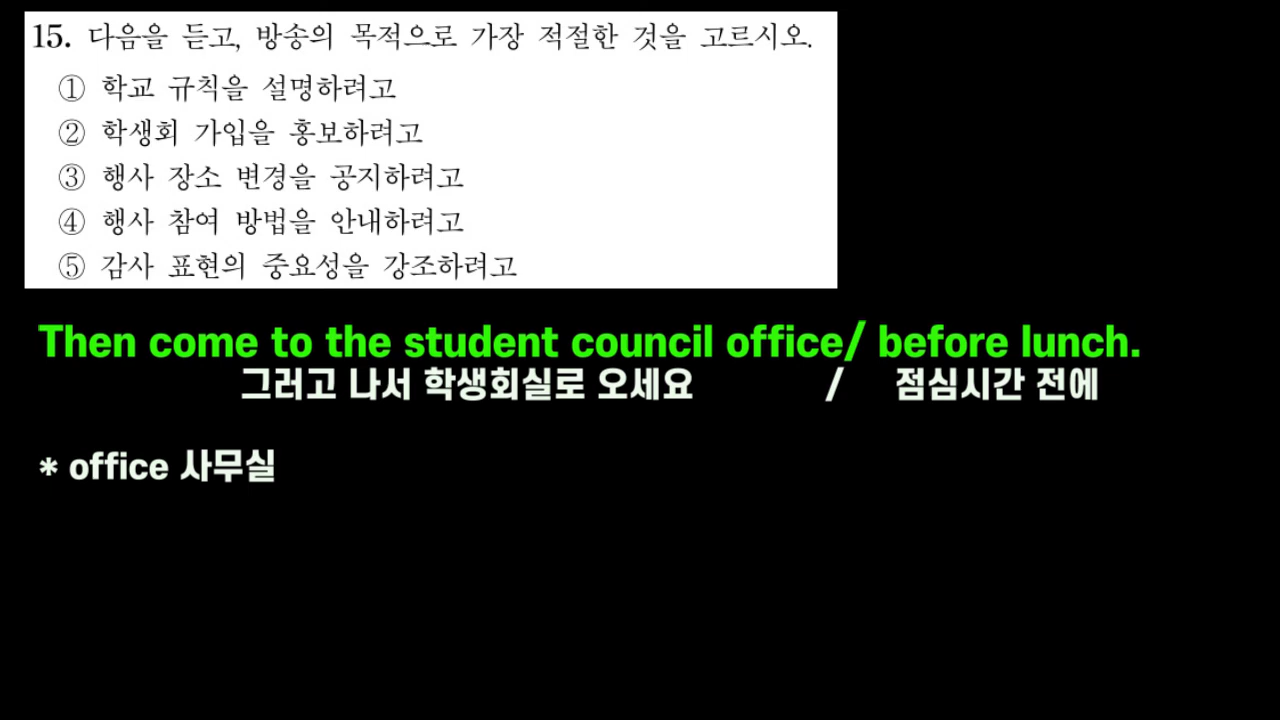 15. 다음을 듣고, 방송의 목적으로 가장 적절한 것을 고르시오.
① 학교 규칙을 설명하려고
② 학생회 가입을 홍보하려고
③ 행사 장소 변경을 공지하려고
④ 행사 참여 방법을 안내하려고
⑤ 감사 표현의 중요성을 강조하려고
Then come to the student council office/ before lunch.
그러고 나서 학생회실로 오세요 / 점심시간 전에
* office 사무실